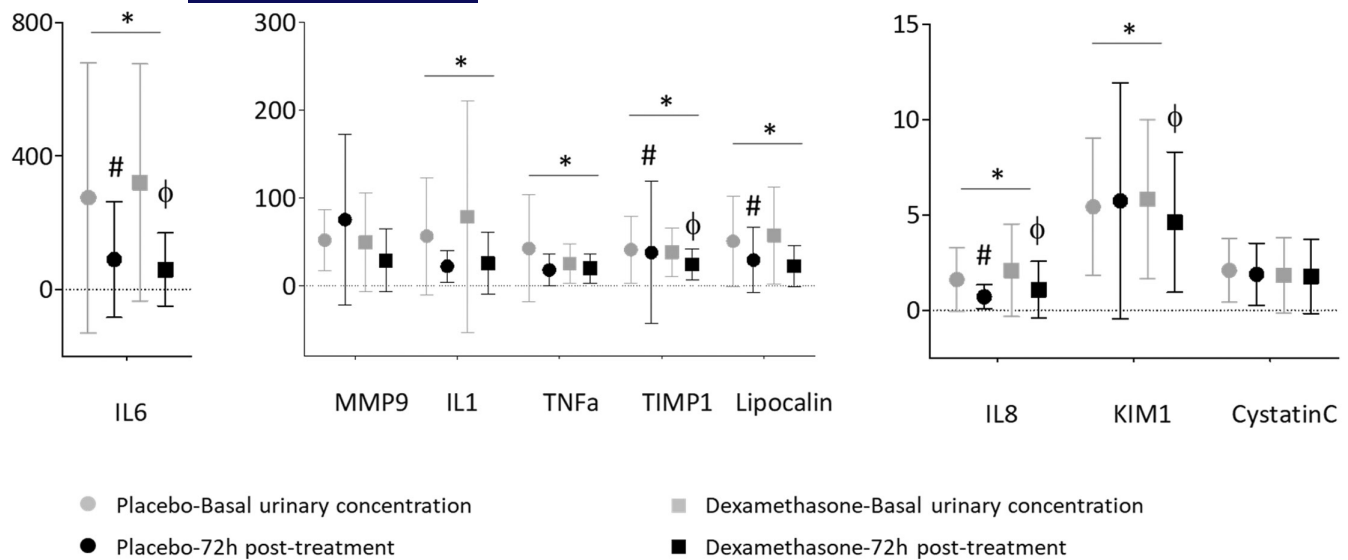 800
400
0
*
#
ϕ
IL6
300
200
100
0
*
*
*
#
ϕ
*
#
MMP9 IL1 TNFa TIMP1 Lipocalin
15
10
5
0
*
#
ϕ
*
ϕ
IL8 KIM1 CystatinC
Placebo-Basal urinary concentration
Dexamethasone-Basal urinary concentration
Placebo-72h post-treatment
Dexamethasone-72h post-treatment